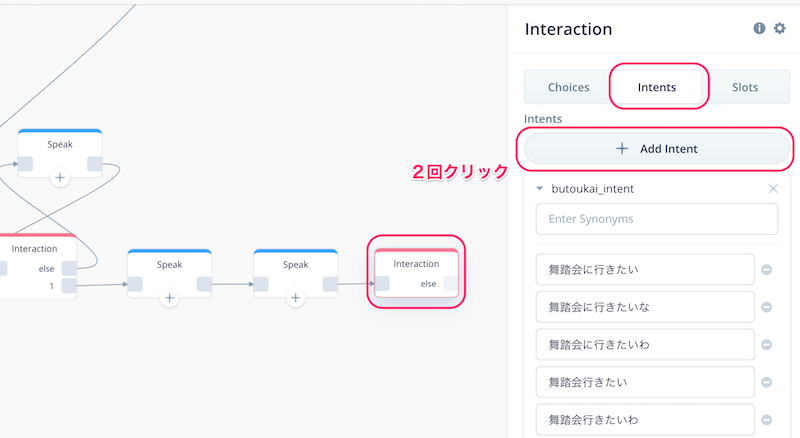 Interaction
Choices
Intents
Slots
Intents
+ Add Intent
2回クリック
butoukai_intent
Enter Synonyms
舞踏会に行きたい
舞踏会に行きたいな
舞踏会に行きたいわ
舞踏会行きたい
舞踏会行きたいわ
Speak
Interaction
else
1
Speak
Speak
Interaction
else